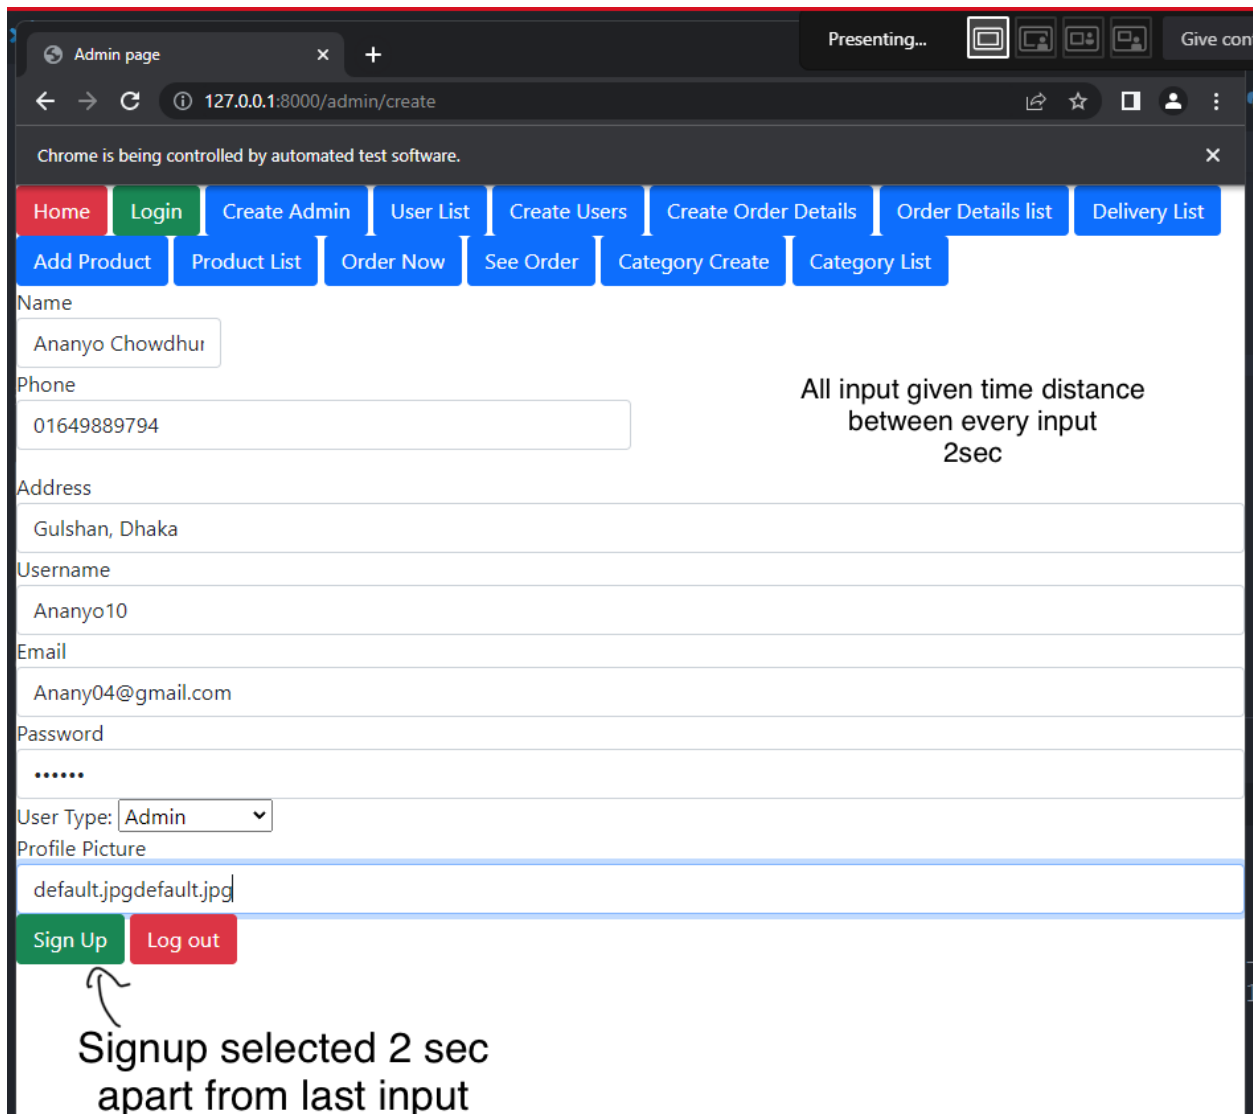 Presenting...
Give con
Admin page
127.0.0.1:8000/admin/create
Chrome is being controlled by automated test software.
Home Login Create Admin User List Create Users Create Order Details Order Details list Delivery List
Add Product Product List Order Now See Order Category Create Category List
Name
Ananyo Chowdhur
Phone
01649889794
All input given time distance
between every input
2sec
Address
Gulshan, Dhaka
Username
Ananyo10
Email
Anany04@gmail.com
Password
••••••
User Type: Admin
Profile Picture
default.jpgdefault.jpg
Sign Up Log out
Signup selected 2 sec
apart from last input